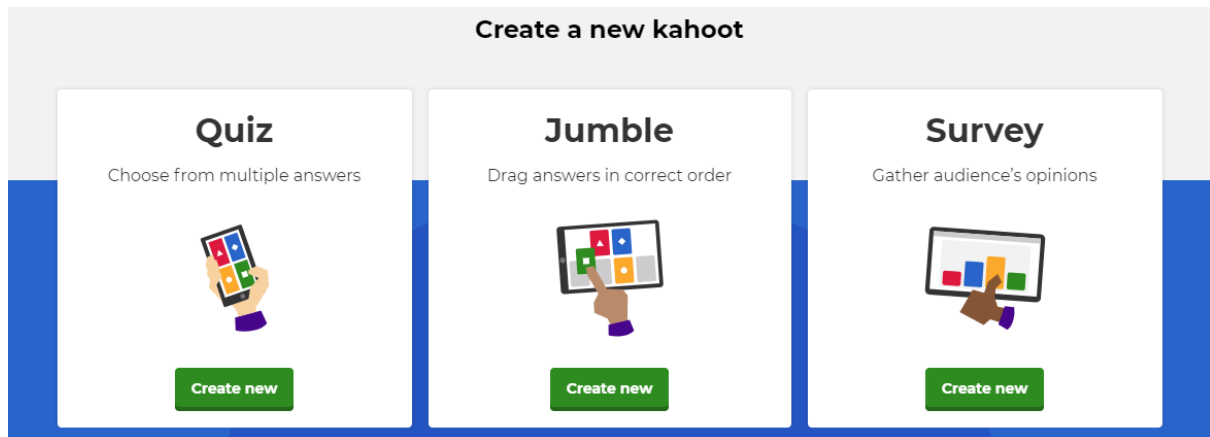 Create a new kahoot
Quiz
Choose from multiple answers
Create new
Jumble
Drag answers in correct order
Create new
Survey
Gather audience's opinions
Create new